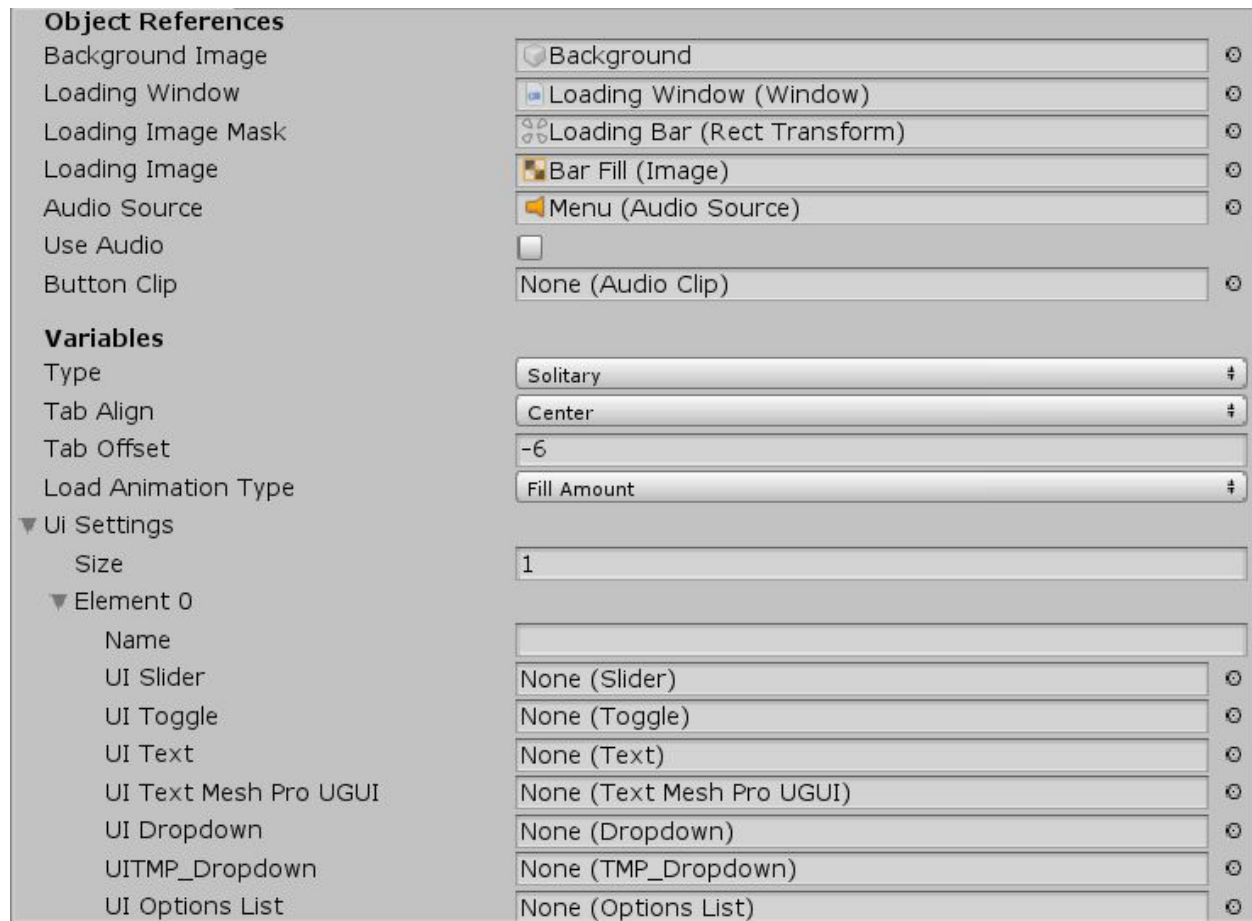 Object References
Background Image Background
Loading Window Loading Window (Window)
Loading Image Mask Loading Bar (Rect Transform)
Loading Image Bar Fill (Image)
Audio Source Menu (Audio Source)
Use Audio
Button Clip None (Audio Clip)
Variables
Type Solitary
Tab Align Center
Tab Offset -6
Load Animation Type Fill Amount
Ui Settings
Size 1
Element 0
Name
UI Slider None (Slider)
UI Toggle None (Toggle)
UI Text None (Text)
UI Text Mesh Pro UGUI None (Text Mesh Pro UGUI)
UI Dropdown None (Dropdown)
UITMP_Dropdown None (TMP_Dropdown)
UI Options List None (Options List)